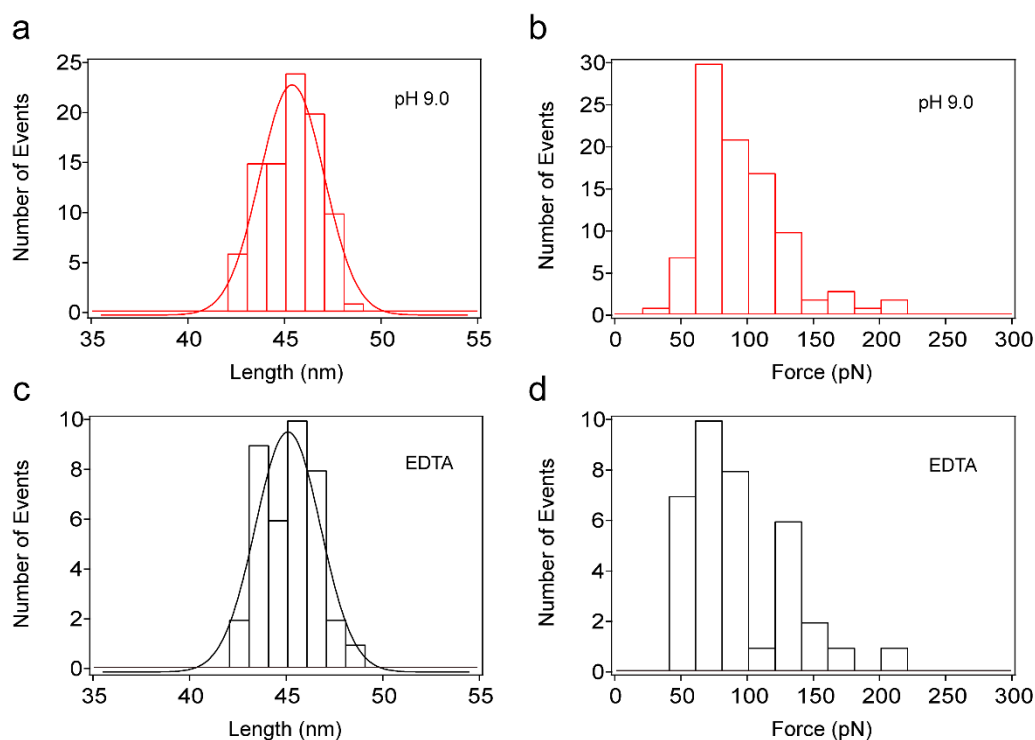 a
Number of Events
25
20
15
10
5
0
pH 9.0
35 40 45 50 55
Length (nm)
b
Number of Events
30
25
20
15
10
5
0
pH 9.0
0 50 100 150 200 250 300
Force (pN)
c
Number of Events
10
8
6
4
2
0
EDTA
35 40 45 50 55
Length (nm)
d
Number of Events
10
8
6
4
2
0
EDTA
0 50 100 150 200 250 300
Force (pN)